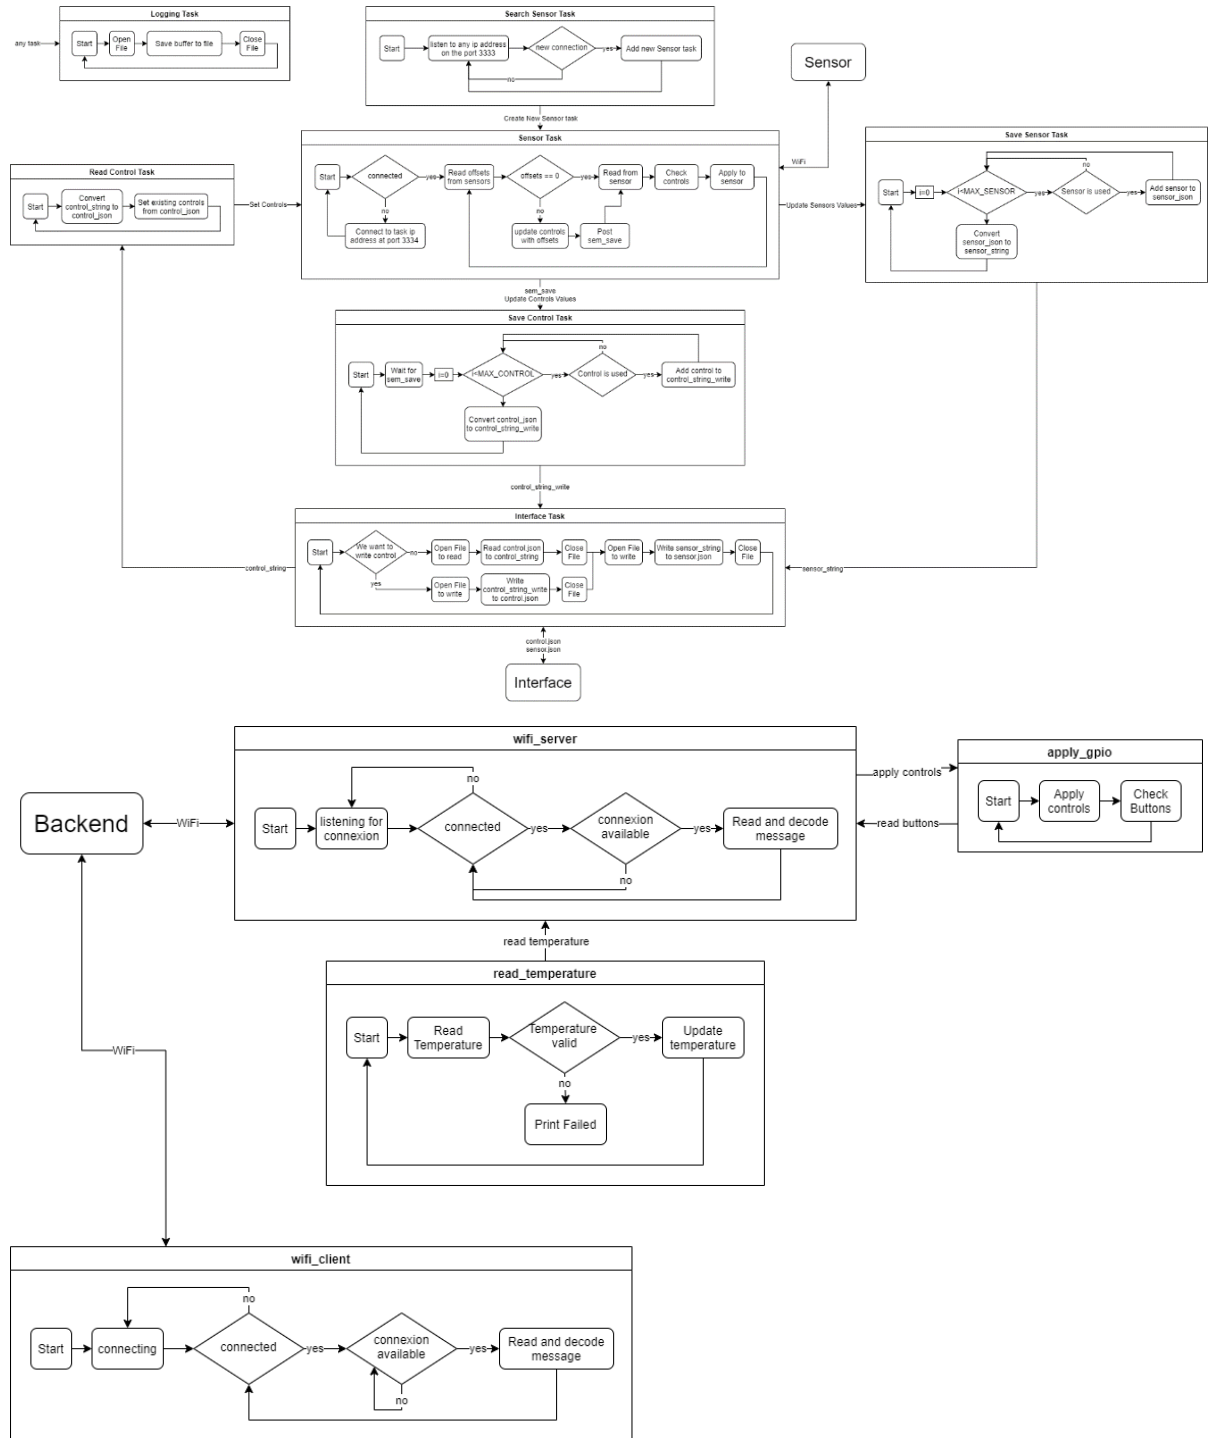 Logging Task
any task
Start
Open
File
Save buffer to file
Close
File
Search Sensor Task
Start
listen to any ip address
on the port 3333
new connection
yes
Add new Sensor task
no
Sensor
Create New Sensor task
Sensor Task
Start
connected
yes
Read offsets
from sensors
offsets == 0
yes
Read from
sensor
Check
controls
Apply to
sensor
no
no
Connect to task ip
address at port 3334
update controls
with offsets
Post
sem_save
WiFi
Update Sensors Values
Save Sensor Task
no
Start
i=0
i<MAX_SENSOR
yes
Sensor is used
yes
Add sensor to
sensor_json
Convert
sensor_json to
sensor_string
Read Control Task
Start
Convert
control_string to
control_json
Set existing controls
from control_json
Set Controls
sem_save
Update Controls Values
Save Control Task
no
Start
Wait for
sem_save
i=0
i<MAX_CONTROL
yes
Control is used
yes
Add control to
control_string_write
Convert control_json
to control_string_write
control_string_write
Interface Task
Start
We want to
write control
no
Open File
to read
Read control.json
to control_string
Close
File
Open File
to write
Write sensor_string
to sensor.json
Close
File
yes
Open File
to write
Write
control_string_write
to control.json
Close
File
control_string
sensor_string
control.json
sensor.json
Interface
wifi_server
no
Start
listening for
connexion
connected
yes
connexion
available
yes
Read and decode
message
no
Backend
WiFi
apply controls
read buttons
apply_gpio
Start
Apply
controls
Check
Buttons
read temperature
read_temperature
Start
Read
Temperature
Temperature
valid
yes
Update
temperature
no
Print Failed
WiFi
wifi_client
no
Start
connecting
connected
yes
connexion
available
yes
Read and decode
message
no